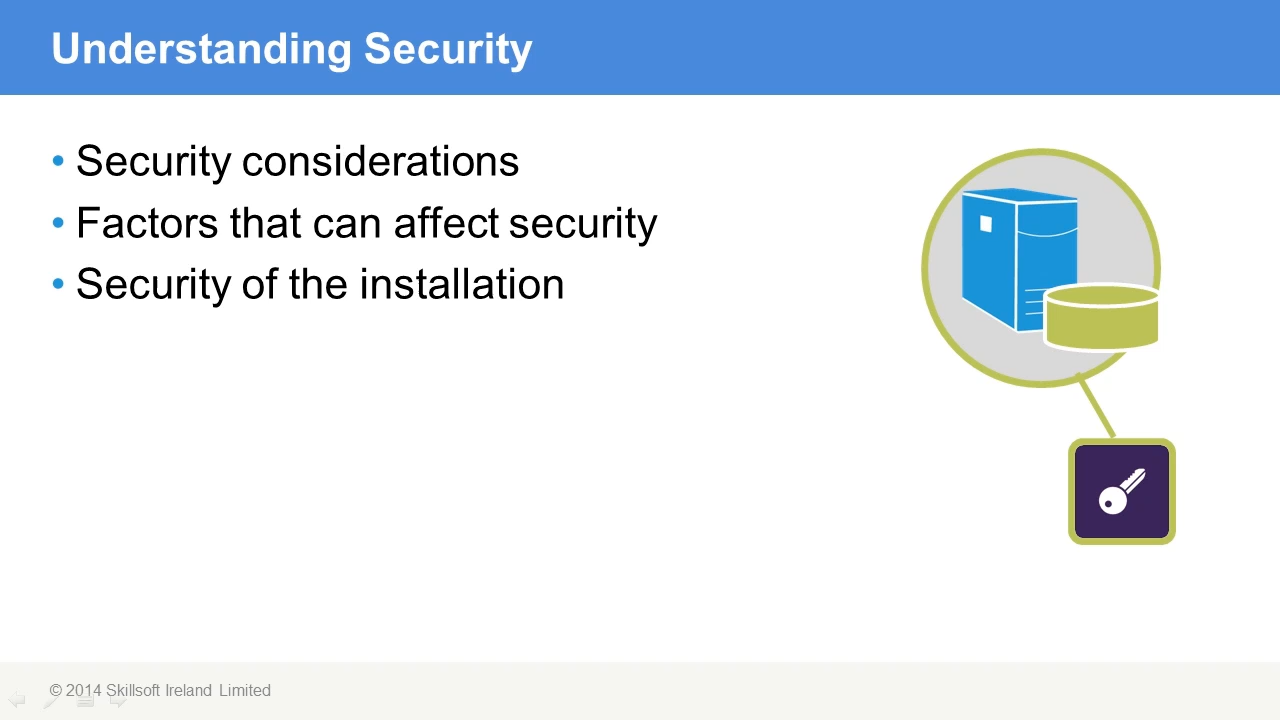 Understanding Security
• Security considerations
• Factors that can affect security
• Security of the installation
© 2014 Skillsoft Ireland Limited